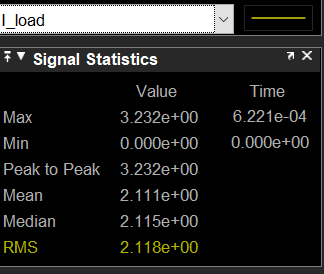 I_load
Signal Statistics
Value Time
Max 3.232e+00 6.221e-04
Min 0.000e+00 0.000e+00
Peak to Peak 3.232e+00
Mean 2.111e+00
Median 2.115e+00
RMS 2.118e+00